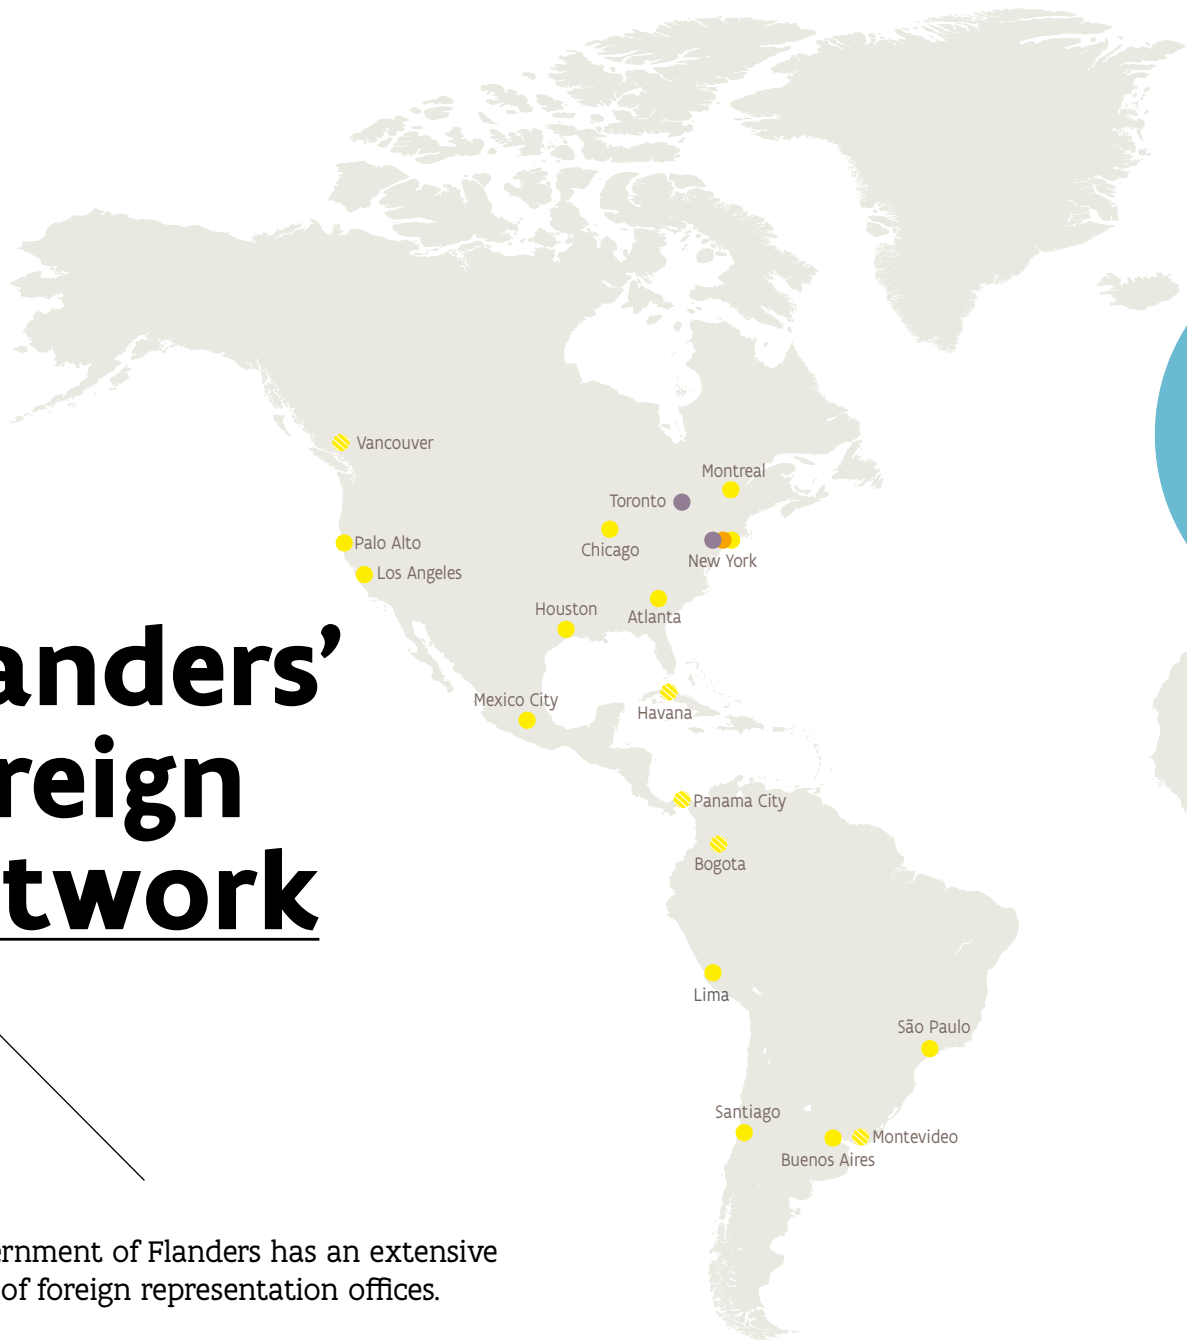 Vancouver
Montreal
Toronto
Chicago
New York
Palo Alto
Los Angeles
Houston
Atlanta
anders’
reign
twork
Mexico City
Havana
Panama City
Bogota
Lima
São Paulo
Santiago
Montevideo
Buenos Aires
ernment of Flanders has an extensive
of foreign representation offices.